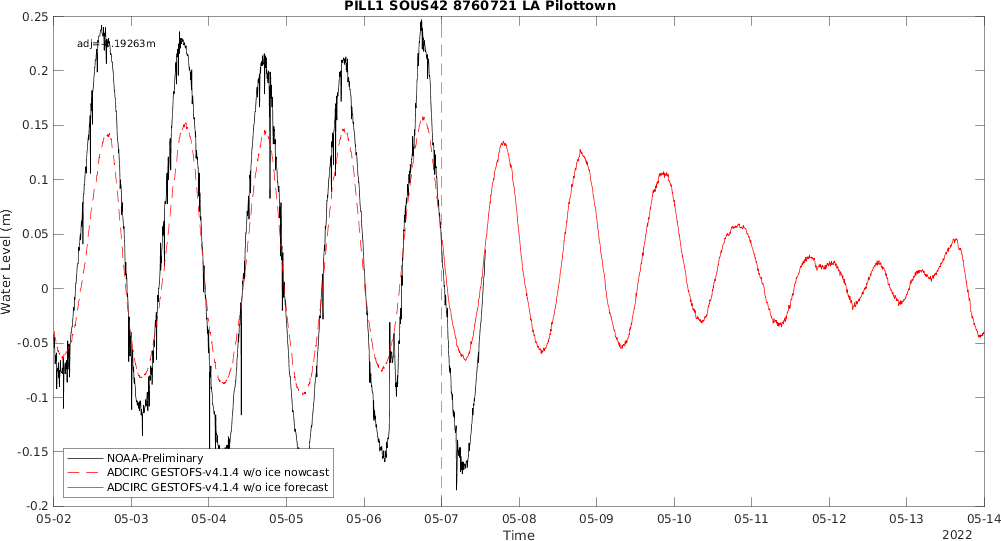 PILL1 SOUS42 8760721 LA Pilottown
adj=-0.19263m
Water Level (m)
0.25
0.2
0.15
0.1
0.05
0
-0.05
-0.1
-0.15
-0.2
NOAA-Preliminary
ADCIRC GESTOFS-v4.1.4 w/o ice nowcast
ADCIRC GESTOFS-v4.1.4 w/o ice forecast
05-02 05-03 05-04 05-05 05-06 05-07 05-08 05-09 05-10 05-11 05-12 05-13 05-14
Time
2022